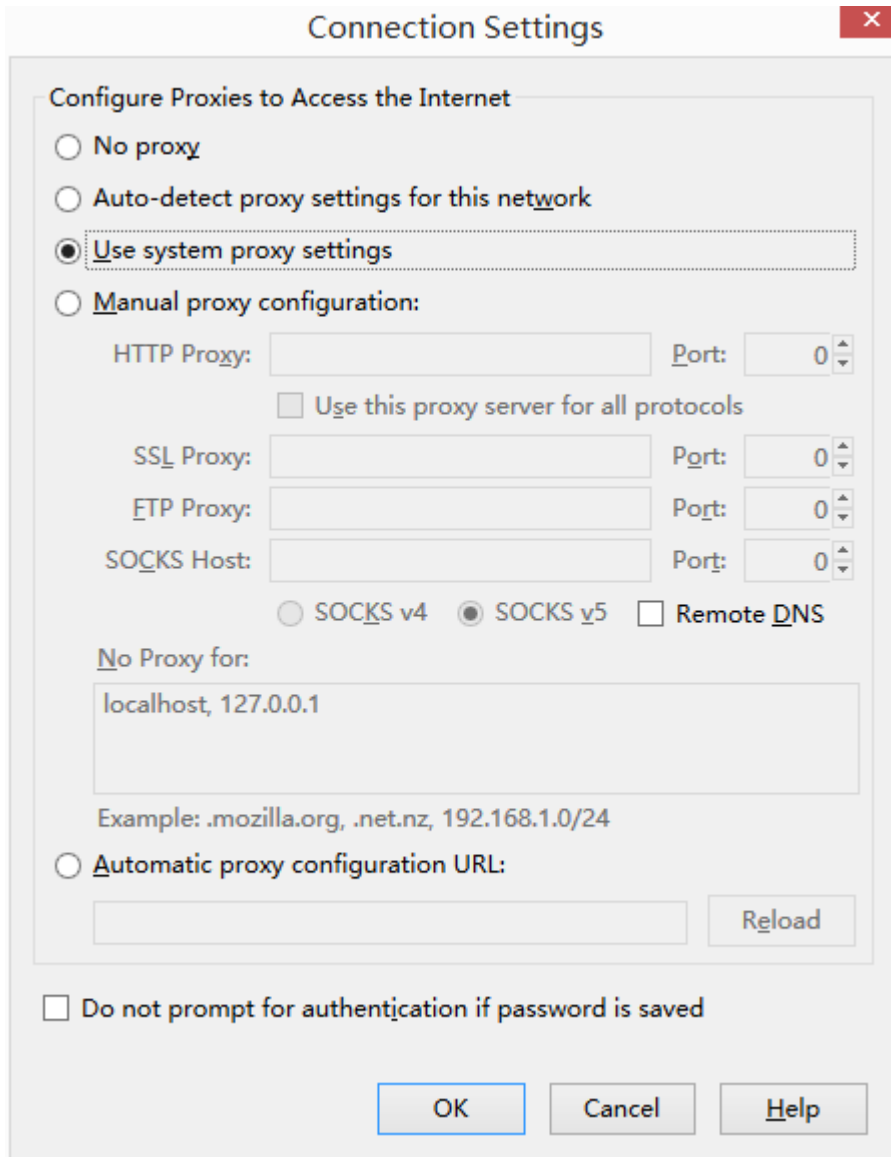 Connection Settings
Configure Proxies to Access the Internet
No proxy
Auto-detect proxy settings for this network
Use system proxy settings
Manual proxy configuration:
HTTP Proxy: Port: 0
Use this proxy server for all protocols
SSL Proxy: Port: 0
FTP Proxy: Port: 0
SOCKS Host: Port: 0
SOCKS v4 SOCKS v5 Remote DNS
No Proxy for:
localhost, 127.0.0.1
Example: .mozilla.org, .net.nz, 192.168.1.0/24
Automatic proxy configuration URL:
Reload
Do not prompt for authentication if password is saved
OK Cancel Help